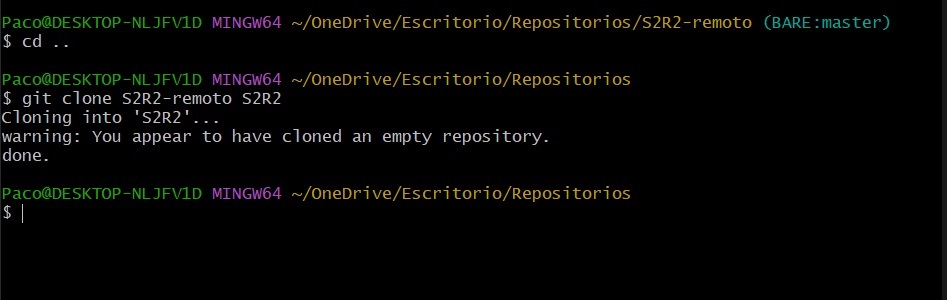 Paco@DESKTOP-NLJFV1D MINGW64 ~/OneDrive/Escritorio/Repositorios/S2R2-remoto (BARE:master)
$ cd ..
Paco@DESKTOP-NLJFV1D MINGW64 ~/OneDrive/Escritorio/Repositorios
$ git clone S2R2-remoto S2R2
Cloning into 'S2R2'...
warning: You appear to have cloned an empty repository.
done.
Paco@DESKTOP-NLJFV1D MINGW64 ~/OneDrive/Escritorio/Repositorios
$